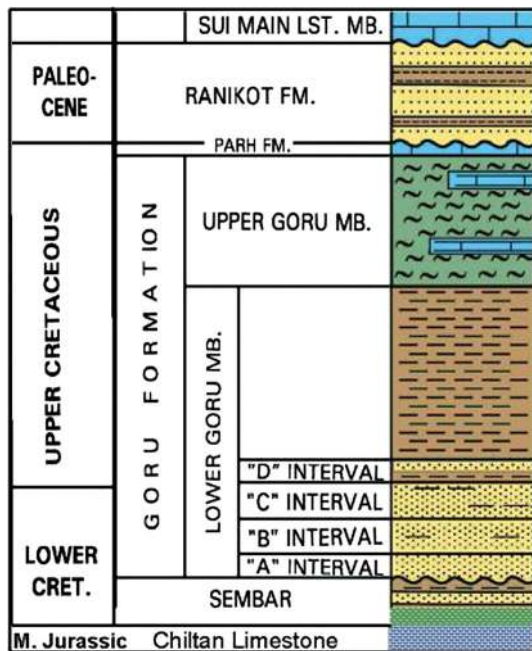 SUI MAIN LST. MB.
PALEO-
CENE
RANIKOT FM.
PARH FM.
UPPER CRETACEOUS
GORU FORMATION
UPPER GORU MB.
LOWER GORU MB.
"D" INTERVAL
"C" INTERVAL
"B" INTERVAL
"A" INTERVAL
LOWER
CRET.
SEMBAR
M. Jurassic Chiltan Limestone